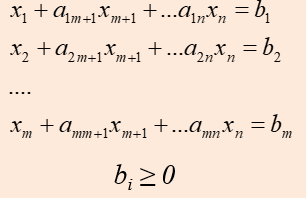 x₁ + a₁ₘ₊₁xₘ₊₁ + ...a₁ₙxₙ = b₁
x₂ + a₂ₘ₊₁xₘ₊₁ + ...a₂ₙxₙ = b₂
....
xₘ + aₘₘ₊₁xₘ₊₁ + ...aₘₙxₙ = bₘ
bᵢ ≥ 0